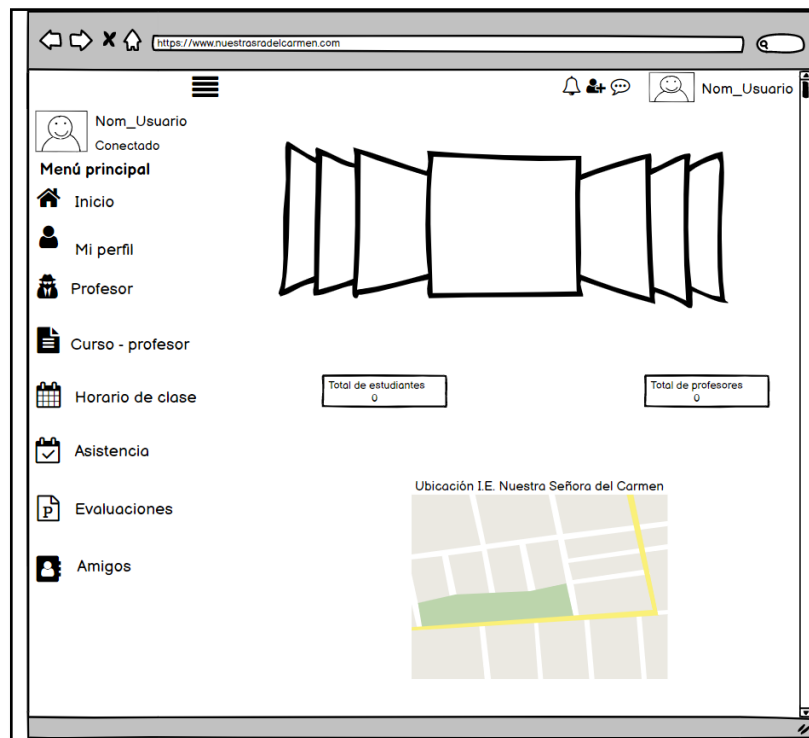 https://www.nuestrasradelcarmen.com
Nom_Usuario
Nom_Usuario
Conectado
Menú principal
Inicio
Mi perfil
Profesor
Curso - profesor
Horario de clase
Asistencia
P
Evaluaciones
Amigos
Total de estudiantes
0
Total de profesores
0
Ubicación I.E. Nuestra Señora del Carmen